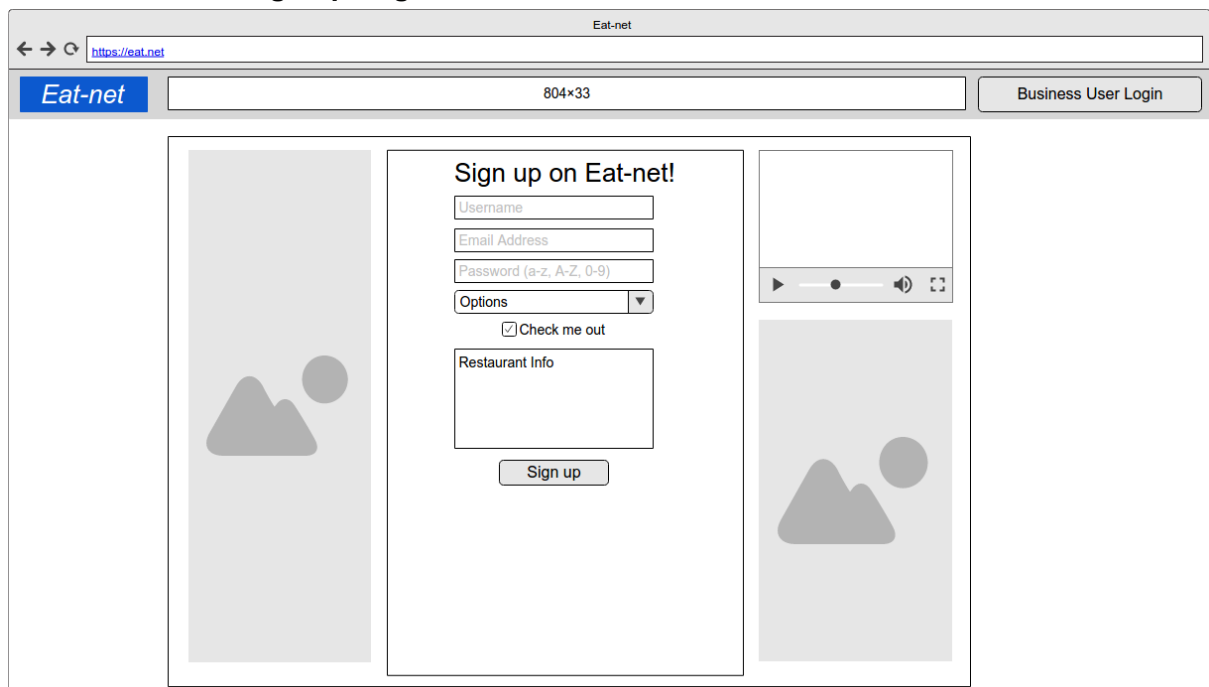 Eat-net
https://eat.net
Eat-net
804×33
Business User Login
Sign up on Eat-net!
Username
Email Address
Password (a-z, A-Z, 0-9)
Options
Check me out
Restaurant Info
Sign up